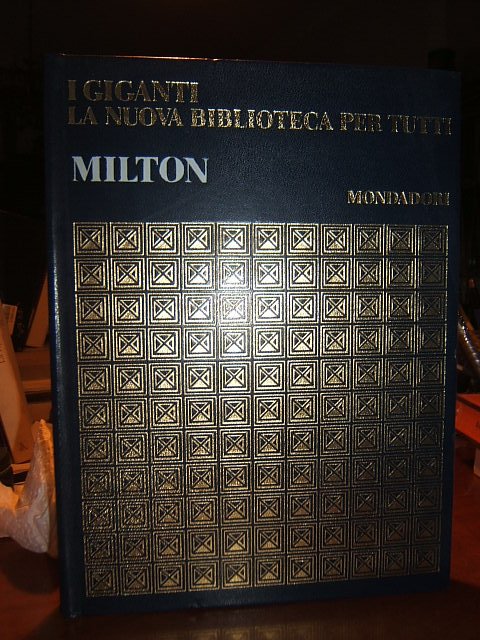 I GIGANTI
LA NUOVA BIBLIOTECA PER TUTTI
MILTON
MONDADORI